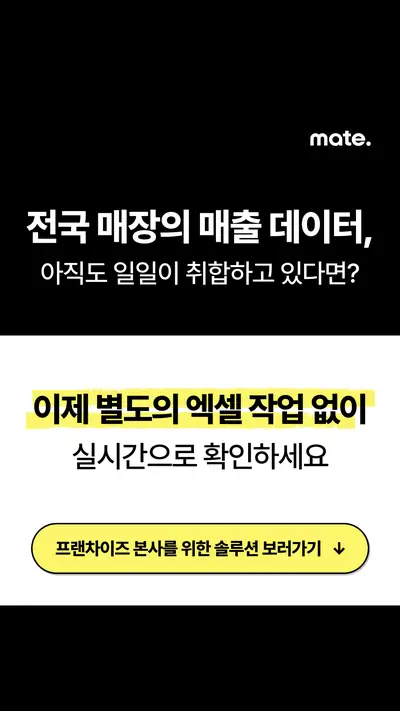 mate.
전국 매장의 매출 데이터,
아직도 일일이 취합하고 있다면?
이제 별도의 엑셀 작업 없이
실시간으로 확인하세요
프랜차이즈 본사를 위한 솔루션 보러가기 ↓